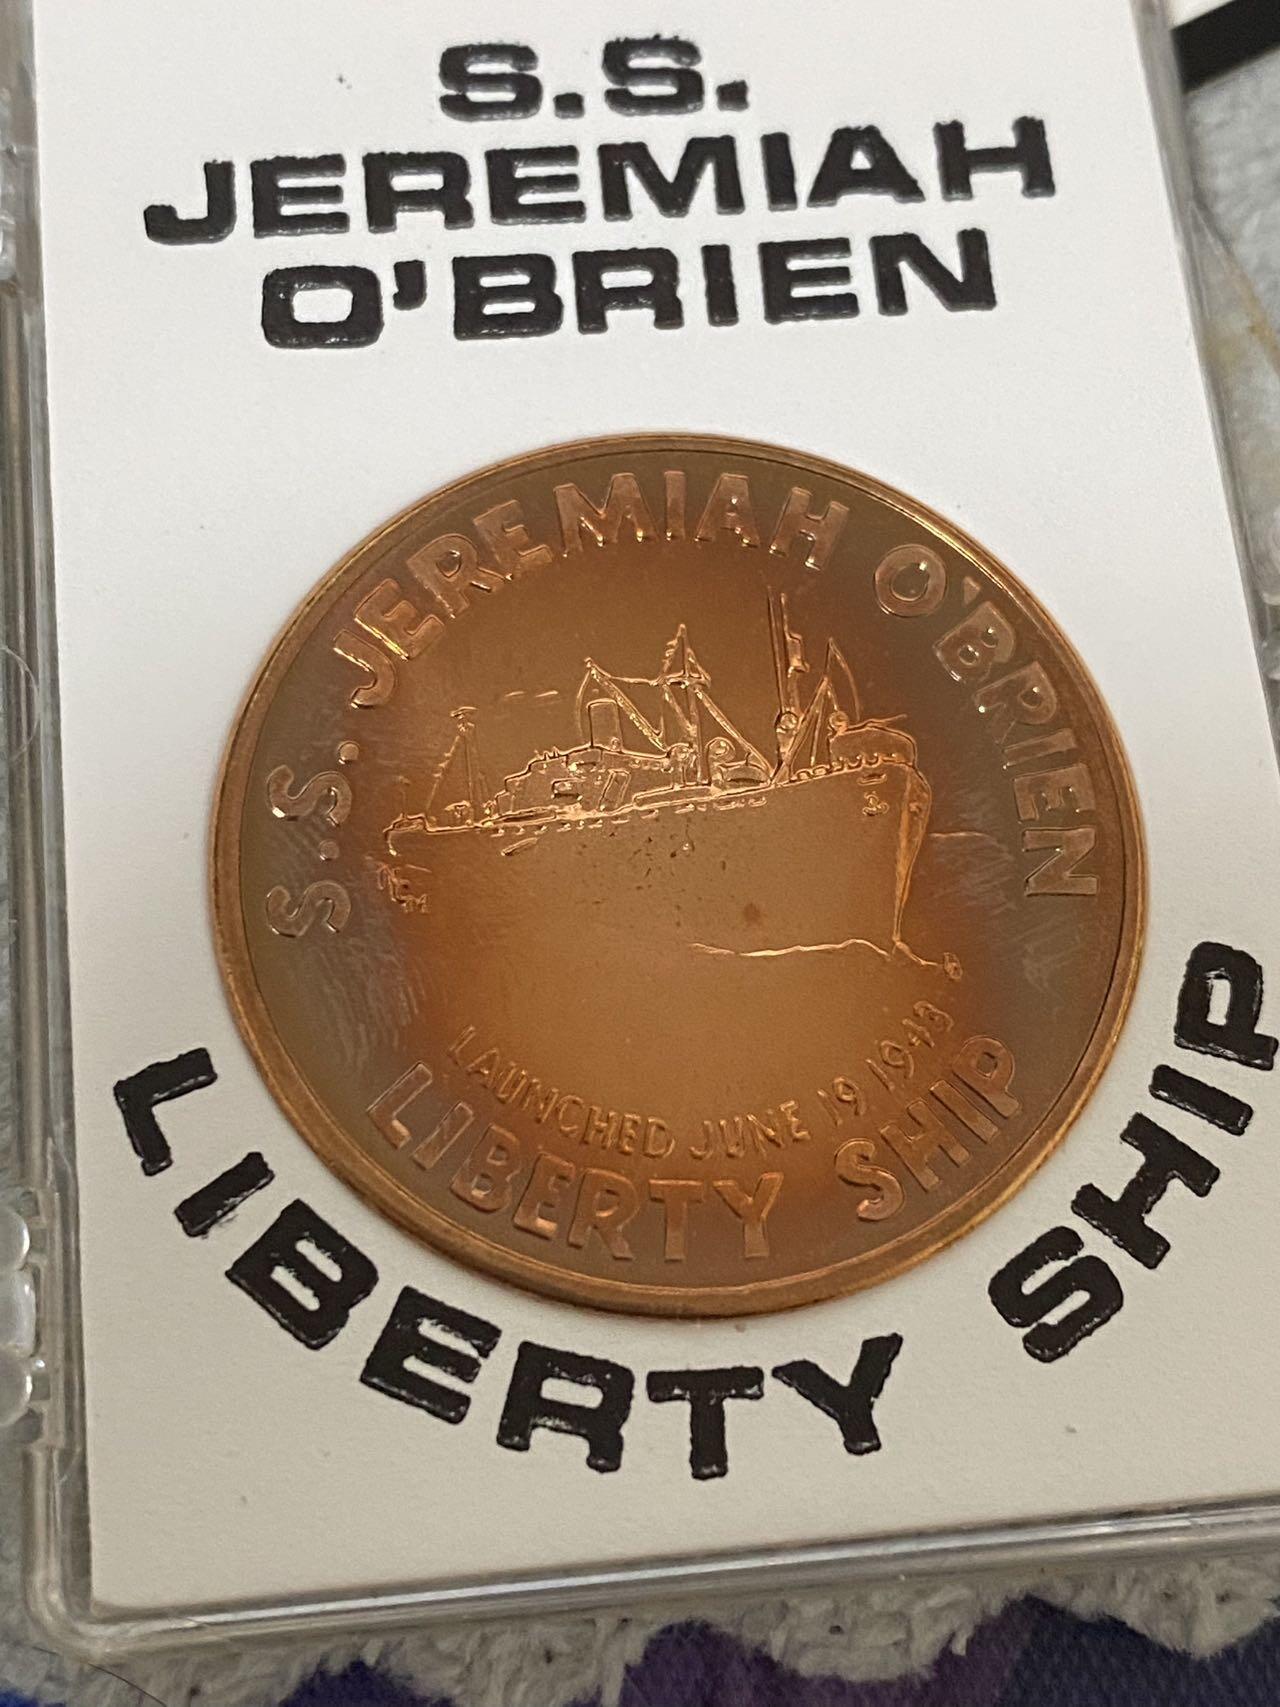 S.S.
JEREMIAH
O'BRIEN
S.S. JEREMIAH O'BRIEN
LAUNCHED JUNE 19 1943
LIBERTY SHIP
LIBERTY SHIP